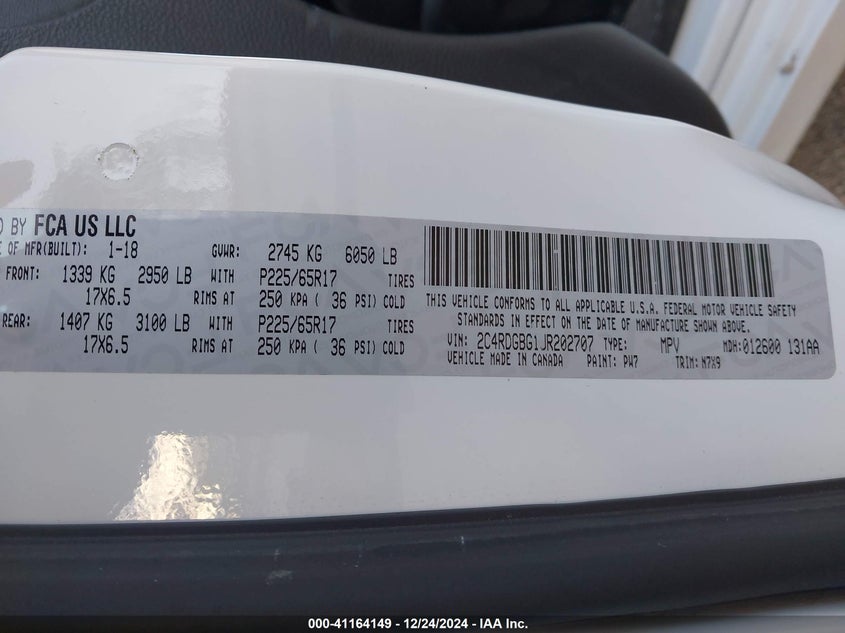 BY FCA US LLC
OF MFR(BUILT): 1-18 GVWR: 2745 KG 6050 LB
FRONT: 1339 KG 2950 LB WITH P225/65R17 TIRES
17X6.5 RIMS AT 250 KPA ( 36 PSI) COLD
REAR: 1407 KG 3100 LB WITH P225/65R17 TIRES
17X6.5 RIMS AT 250 KPA ( 36 PSI) COLD
THIS VEHICLE CONFORMS TO ALL APPLICABLE U.S.A. FEDERAL MOTOR VEHICLE SAFETY
STANDARDS IN EFFECT ON THE DATE OF MANUFACTURE SHOWN ABOVE.
VIN: 2C4RDGBG1JR202707 TYPE: MPV MDH: 012600 131AA
VEHICLE MADE IN CANADA PAINT: PW7 TRIM: N7X9
000-41164149 - 12/24/2024 - IAA Inc.